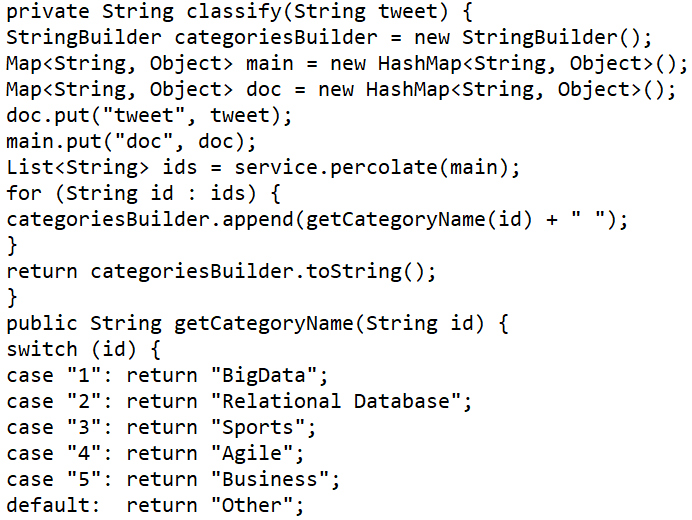 private String classify(String tweet) {
StringBuilder categoriesBuilder = new StringBuilder();
Map<String, Object> main = new HashMap<String, Object>();
Map<String, Object> doc = new HashMap<String, Object>();
doc.put("tweet", tweet);
main.put("doc", doc);
List<String> ids = service.percolate(main);
for (String id : ids) {
categoriesBuilder.append(getCategoryName(id) + " ");
}
return categoriesBuilder.toString();
}
public String getCategoryName(String id) {
switch (id) {
case "1": return "BigData";
case "2": return "Relational Database";
case "3": return "Sports";
case "4": return "Agile";
case "5": return "Business";
default:  return "Other";